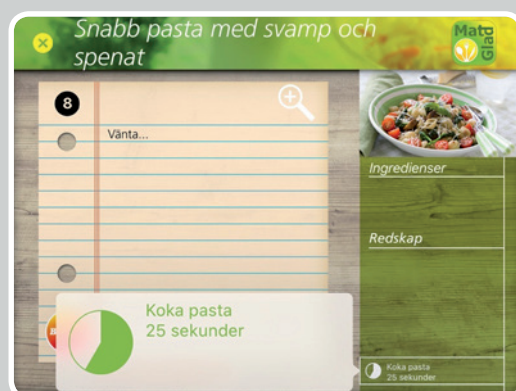 Snabb pasta med svamp och
spenat
Mat
Glad
8
Vänta...
Ingredienser
Redskap
Koka pasta
25 sekunder
Koka pasta
25 sekunder